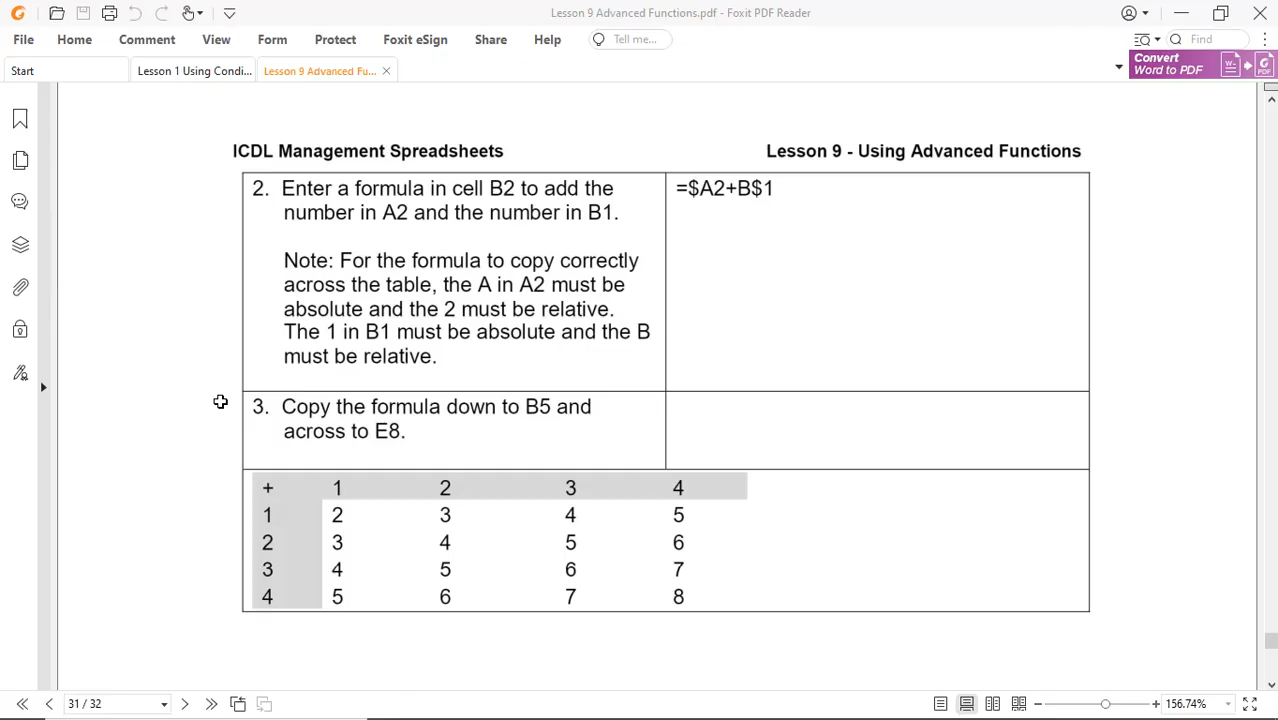 Lesson 9 Advanced Functions.pdf - Foxit PDF Reader
File Home Comment View Form Protect Foxit eSign Share Help Tell me... Find
Start Lesson 1 Using Condi... Lesson 9 Advanced Fu... Convert
Word to PDF
ICDL Management Spreadsheets Lesson 9 - Using Advanced Functions
2. Enter a formula in cell B2 to add the =$A2+B$1
number in A2 and the number in B1.
Note: For the formula to copy correctly
across the table, the A in A2 must be
absolute and the 2 must be relative.
The 1 in B1 must be absolute and the B
must be relative.
3. Copy the formula down to B5 and
across to E8.
+ 1 2 3 4
1 2 3 4 5
2 3 4 5 6
3 4 5 6 7
4 5 6 7 8
31 / 32 156.74%